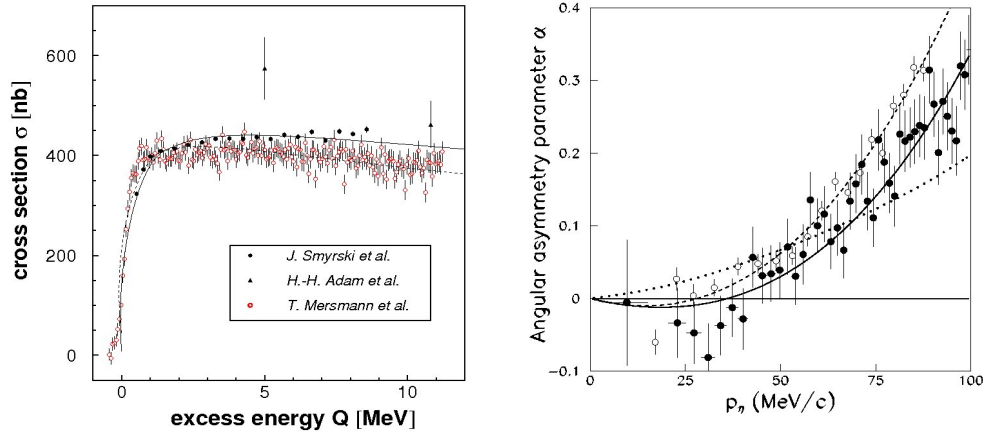 cross section σ [nb]
600
400
200
0
J. Smyrski et al.
H.-H. Adam et al.
T. Mersmann et al.
0 5 10
excess energy Q [MeV]
Angular asymmetry parameter α
0.4
0.3
0.2
0.1
0
-0.1
0 25 50 75 100
pη (MeV/c)